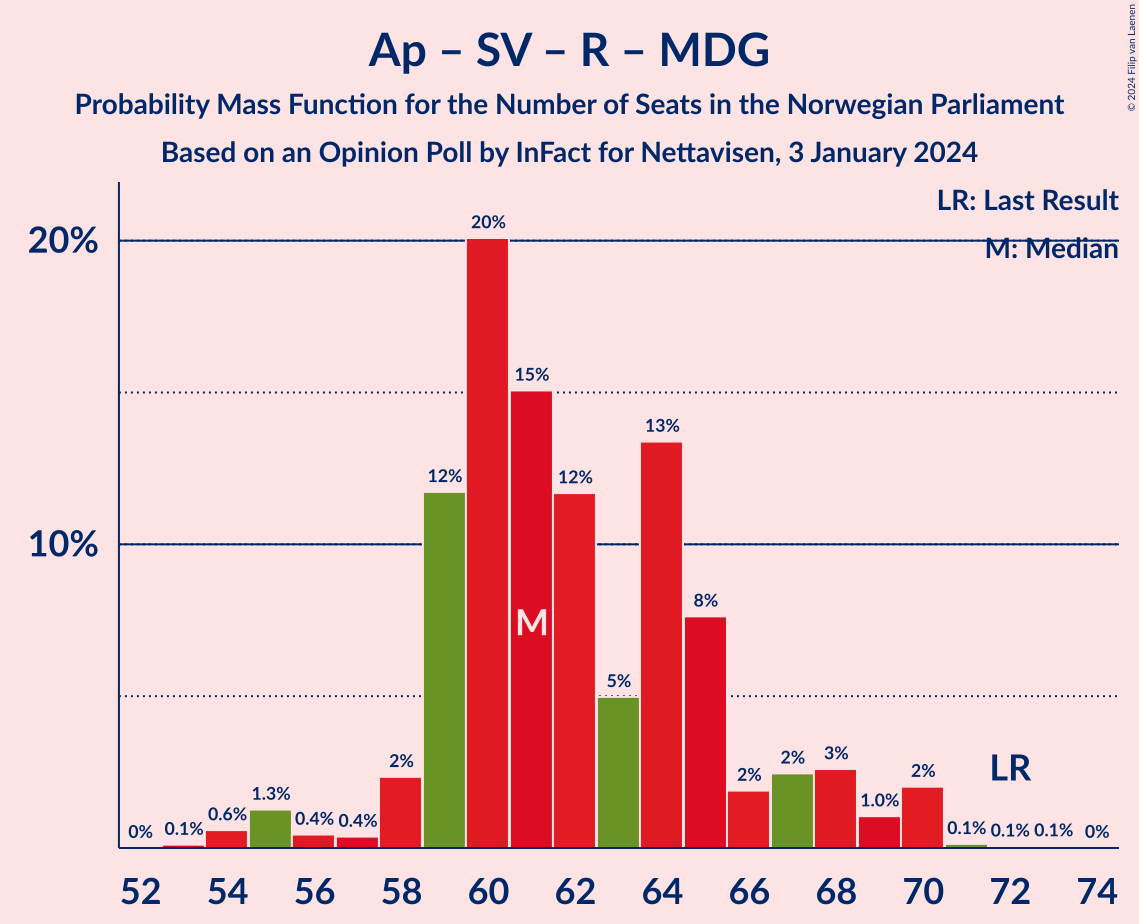 Ap – SV – R – MDG
Probability Mass Function for the Number of Seats in the Norwegian Parliament
Based on an Opinion Poll by InFact for Nettavisen, 3 January 2024
© 2024 Filip van Laenen
LR: Last Result
M: Median
20%
10%
0% 0.1% 0.6% 1.3% 0.4% 0.4% 2% 12% 20% 15% 12% 5% 13% 8% 2% 2% 3% 1.0% 2% 0.1% 0.1% 0.1% 0%
M
LR
52 54 56 58 60 62 64 66 68 70 72 74